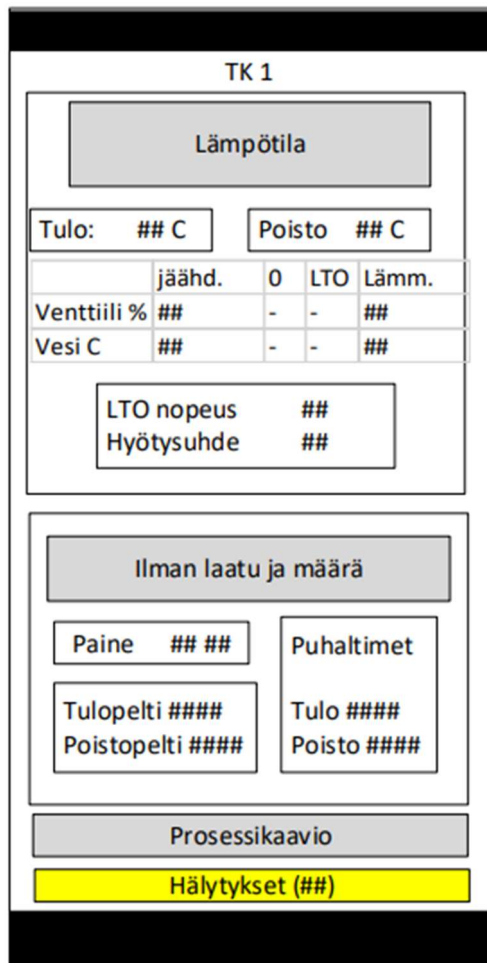 TK 1
Lämpötila
Tulo: ## C Poisto ## C
jäähd. 0 LTO Lämm.
Venttiili % ## - - ##
Vesi C ## - - ##
LTO nopeus ##
Hyötysuhde ##
Ilman laatu ja määrä
Paine ## ##
Tulopelti ####
Poistopelti ####
Puhaltimet
Tulo ####
Poisto ####
Prosessikaavio
Hälytykset (##)